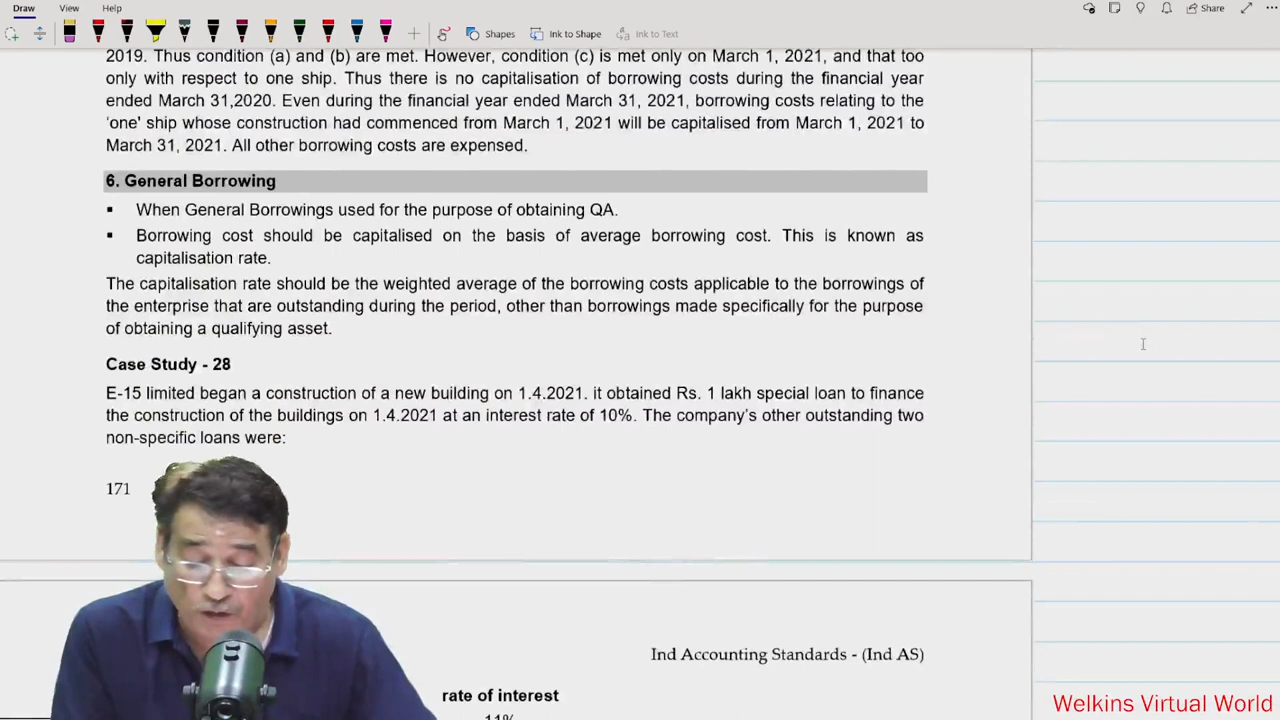 Draw View Help
Share
Shapes Ink to Shape Ink to Text
2019. Thus condition (a) and (b) are met. However, condition (c) is met only on March 1, 2021, and that too
only with respect to one ship. Thus there is no capitalisation of borrowing costs during the financial year
ended March 31,2020. Even during the financial year ended March 31, 2021, borrowing costs relating to the
‘one' ship whose construction had commenced from March 1, 2021 will be capitalised from March 1, 2021 to
March 31, 2021. All other borrowing costs are expensed.
6. General Borrowing
▪ When General Borrowings used for the purpose of obtaining QA.
▪ Borrowing cost should be capitalised on the basis of average borrowing cost. This is known as
capitalisation rate.
The capitalisation rate should be the weighted average of the borrowing costs applicable to the borrowings of
the enterprise that are outstanding during the period, other than borrowings made specifically for the purpose
of obtaining a qualifying asset.
Case Study - 28
E-15 limited began a construction of a new building on 1.4.2021. it obtained Rs. 1 lakh special loan to finance
the construction of the buildings on 1.4.2021 at an interest rate of 10%. The company’s other outstanding two
non-specific loans were:
171
Ind Accounting Standards - (Ind AS)
rate of interest
11%
Welkins Virtual World